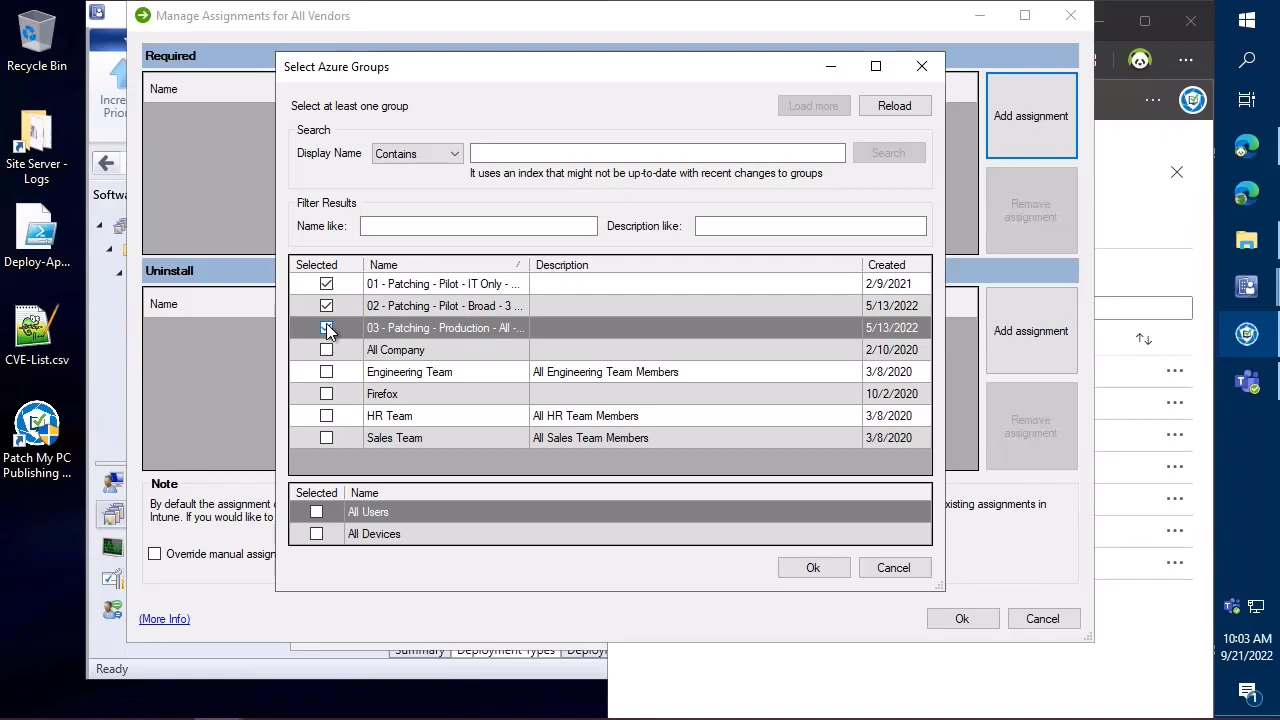 Recycle Bin
Site Server - Logs
Deploy-Ap...
CVE-List.csv
Patch My PC Publishing ...
Manage Assignments for All Vendors
Required
Name
Add assignment
Remove assignment
Uninstall
Name
Add assignment
Remove assignment
Note
By default the assignment
existing assignments in
Intune. If you would like to
Override manual assign
(More Info)
Ok
Cancel
Select Azure Groups
Select at least one group
Load more
Reload
Search
Display Name
Contains
Search
It uses an index that might not be up-to-date with recent changes to groups
Filter Results
Name like:
Description like:
Selected Name Description Created
01 - Patching - Pilot - IT Only - ... 2/9/2021
02 - Patching - Pilot - Broad - 3 ... 5/13/2022
03 - Patching - Production - All -... 5/13/2022
All Company 2/10/2020
Engineering Team All Engineering Team Members 3/8/2020
Firefox 10/2/2020
HR Team All HR Team Members 3/8/2020
Sales Team All Sales Team Members 3/8/2020
Selected Name
All Users
All Devices
Ok
Cancel
Incre
Prior
Softwa
Summary
Deployment Types
Deploy
Ready
10:03 AM
9/21/2022
1